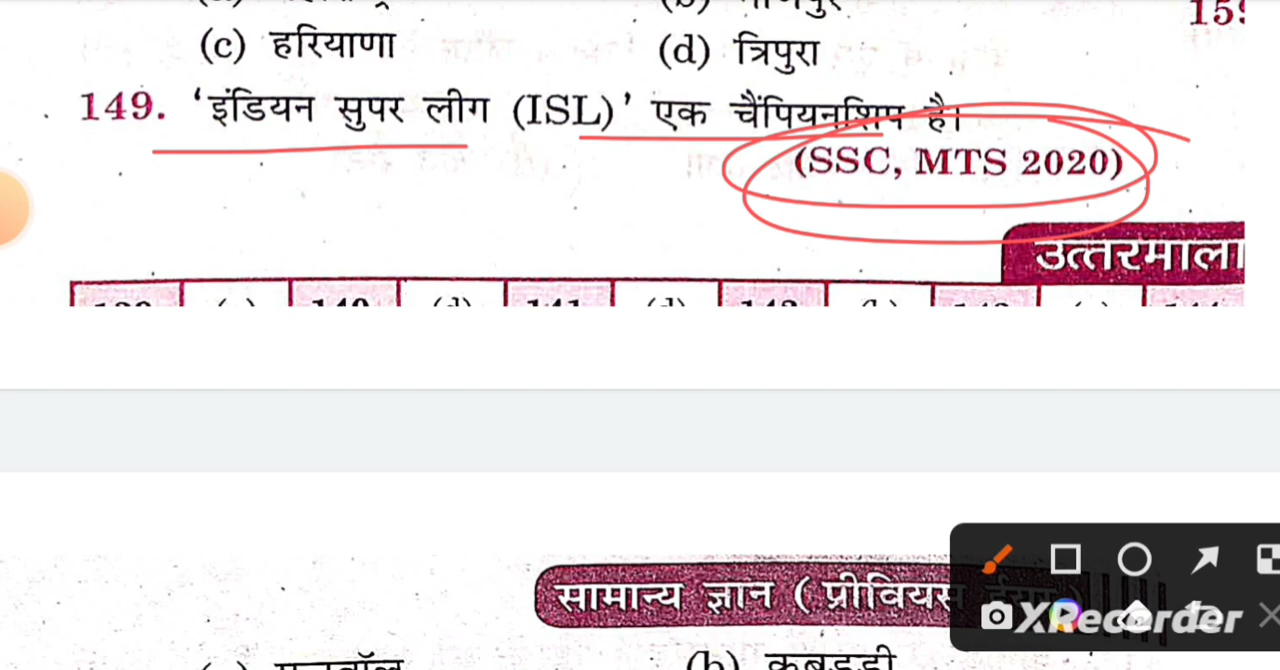 (c) हरियाणा (d) त्रिपुरा
149. ‘इंडियन सुपर लीग (ISL)’ एक चैंपियनशिप है।
(SSC, MTS 2020)
उत्तरमाला
सामान्य ज्ञान ( प्रीवियस
XRecorder
(b) कबड्डी